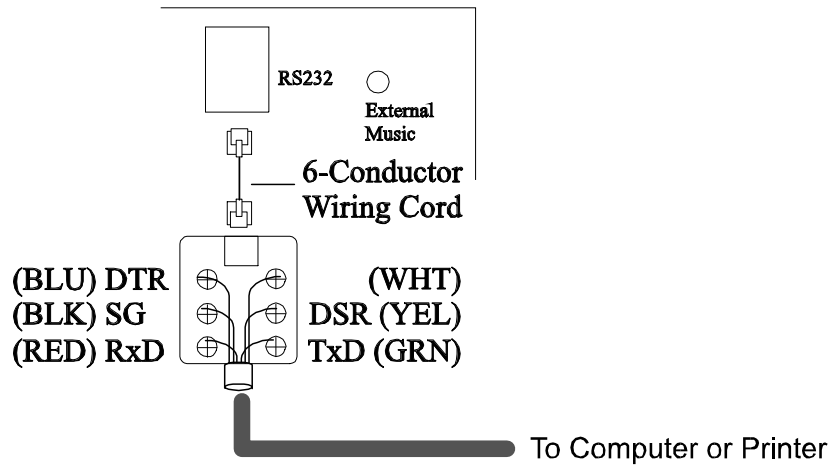 RS232
External
Music
6-Conductor
Wiring Cord
(BLU) DTR
(WHT)
(BLK) SG
DSR (YEL)
(RED) RxD
TxD (GRN)
To Computer or Printer